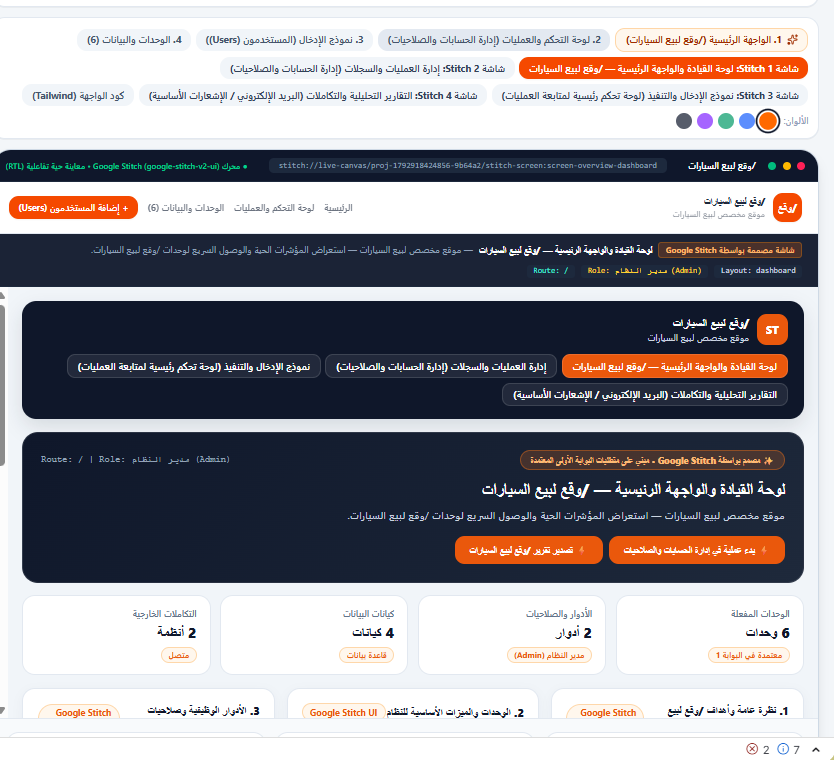 1. الواجهة الرئيسية (/وقع لبيع السيارات) 2. لوحة التحكم والعمليات (إدارة الحسابات والصلاحيات) 3. نموذج الإدخال (المستخدمون (Users)) 4. الوحدات والبيانات (6)
شاشة Stitch 1: لوحة القيادة والواجهة الرئيسية — /وقع لبيع السيارات شاشة Stitch 2: إدارة العمليات والسجلات (إدارة الحسابات والصلاحيات)
شاشة Stitch 3: نموذج الإدخال والتنفيذ (لوحة تحكم رئيسية لمتابعة العمليات) شاشة Stitch 4: التقارير التحليلية والتكاملات (البريد الإلكتروني / الإشعارات الأساسية) كود الواجهة (Tailwind)
الألوان:
/وقع لبيع السيارات stitch://live-canvas/proj-1792918424856-9b64a2/stitch-screen:screen-overview-dashboard ● محرك Google Stitch (google-stitch-v2-ui) • معاينة حية تفاعلية (RTL)
/وقع /وقع لبيع السيارات
موقع مخصص لبيع السيارات
الرئيسية لوحة التحكم والعمليات الوحدات والبيانات (6) + إضافة المستخدمون (Users)
شاشة مصممة بواسطة Google Stitch لوحة القيادة والواجهة الرئيسية — /وقع لبيع السيارات — موقع مخصص لبيع السيارات — استعراض المؤشرات الحية والوصول السريع لوحدات /وقع لبيع السيارات.
Layout: dashboard Role: مدير النظام (Admin) Route: /
ST /وقع لبيع السيارات
موقع مخصص لبيع السيارات
لوحة القيادة والواجهة الرئيسية — /وقع لبيع السيارات إدارة العمليات والسجلات (إدارة الحسابات والصلاحيات) نموذج الإدخال والتنفيذ (لوحة تحكم رئيسية لمتابعة العمليات)
التقارير التحليلية والتكاملات (البريد الإلكتروني / الإشعارات الأساسية)
مصمم بواسطة Google Stitch - مبني على متطلبات البوابة الأولى المعتمدة Route: / | Role: مدير النظام (Admin)
لوحة القيادة والواجهة الرئيسية — /وقع لبيع السيارات
موقع مخصص لبيع السيارات — استعراض المؤشرات الحية والوصول السريع لوحدات /وقع لبيع السيارات.
بدء عملية في إدارة الحسابات والصلاحيات تصدير تقرير /وقع لبيع السيارات
الوحدات المفعلة الأدوار والصلاحيات كيانات البيانات التكاملات الخارجية
6 وحدات 2 أدوار 4 كيانات 2 أنظمة
معتمدة في البوابة 1 مدير النظام (Admin) قاعدة بيانات متصل
1. نظرة عامة وأهداف /وقع لبيع Google Stitch 2. الوحدات والميزات الأساسية للنظام Google Stitch UI 3. الأدوار الوظيفية وصلاحيات Google Stitch
2 7